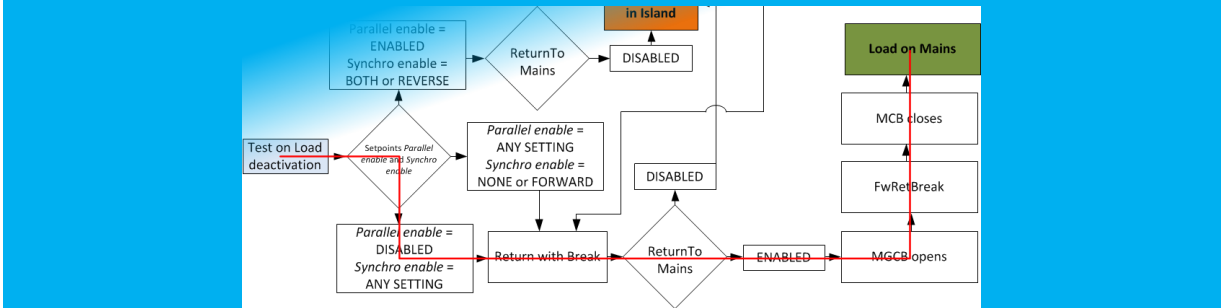 in Island
Parallel enable =
ENABLED
Synchro enable =
BOTH or REVERSE
ReturnTo
Mains
DISABLED
Load on Mains
MCB closes
Test on Load
deactivation
Setpoints Parallel
enable and Synchro
enable
Parallel enable =
ANY SETTING
Synchro enable =
NONE or FORWARD
DISABLED
FwRetBreak
Parallel enable =
DISABLED
Synchro enable =
ANY SETTING
Return with Break
ReturnTo
Mains
ENABLED
MGCB opens